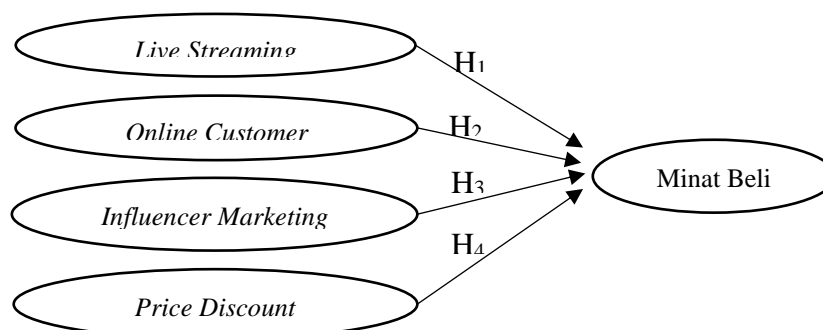 Live Streaming
H1
Online Customer
H2
Influencer Marketing
H3
Minat Beli
H4
Price Discount